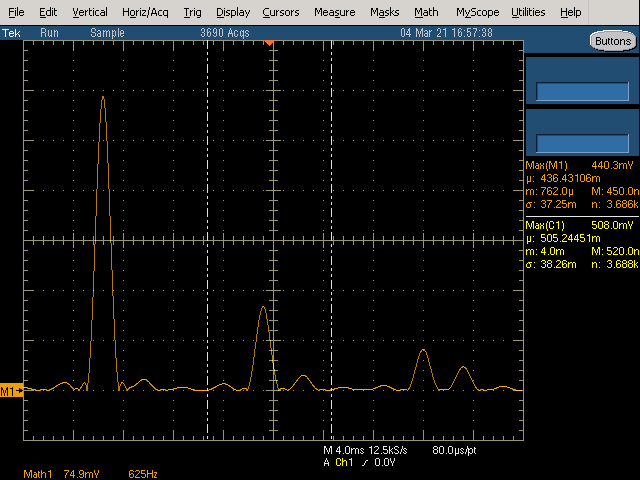 File Edit Vertical Horiz/Acq Trig Display Cursors Measure Masks Math MyScope Utilities Help
Tek Run Sample 3690 Acqs 04 Mar 21 16:57:38
Buttons
Max(M1) 440.3mV
µ: 436.43106m
m: 762.0µ M: 450.0m
σ: 37.25m n: 3.686k
Max(C1) 508.0mV
µ: 505.24451m
m: 4.0m M: 520.0m
σ: 38.26m n: 3.688k
M1
M 4.0ms 12.5kS/s 80.0µs/pt
A Ch1 / 0.0V
Math1 74.9mV 625Hz